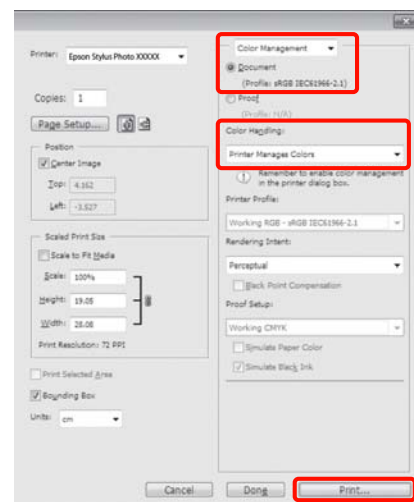 Printer: Epson Stylus Photo XXXXX
Copies: 1
Page Setup...
Position
Center Image
Top: 4.162
Left: -3.527
Scaled Print Size
Scale to Fit Media
Scale: 100%
Height: 19.05
Width: 28.08
Print Resolution: 72 PPI
Print Selected Area
Bounding Box
Units: cm
Color Management
Document
(Profile: sRGB IEC61966-2.1)
Proof
(Profile: N/A)
Color Handling:
Printer Manages Colors
Remember to enable color management
in the printer dialog box.
Printer Profile:
Working RGB - sRGB IEC61966-2.1
Rendering Intent:
Perceptual
Black Point Compensation
Proof Setup:
Working CMYK
Simulate Paper Color
Simulate Black Ink
Cancel
Done
Print...